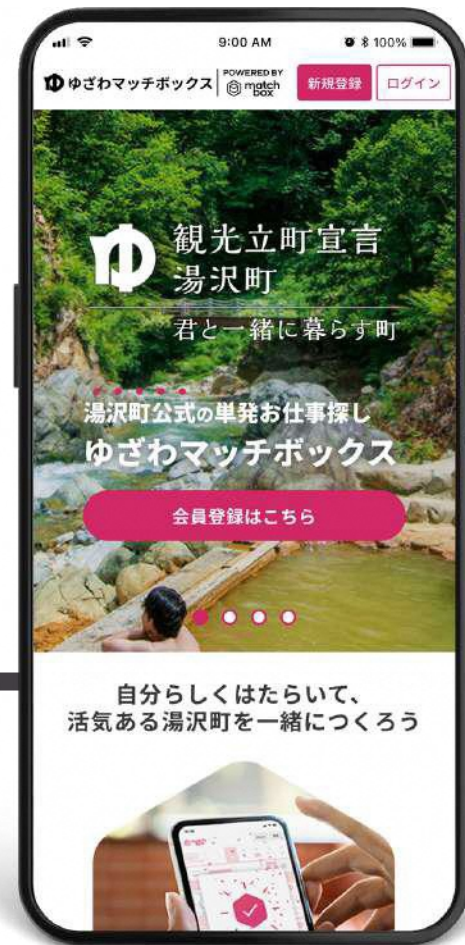 9:00 AM
100%
ゆざわマッチボックス
POWERED BY
match
box
新規登録
ログイン
ゆ
観光立町宣言
湯沢町
君と一緒に暮らす町
湯沢町公式の単発お仕事探し
ゆざわマッチボックス
会員登録はこちら
自分らしくはたらいて、
活気ある湯沢町を一緒につくろう